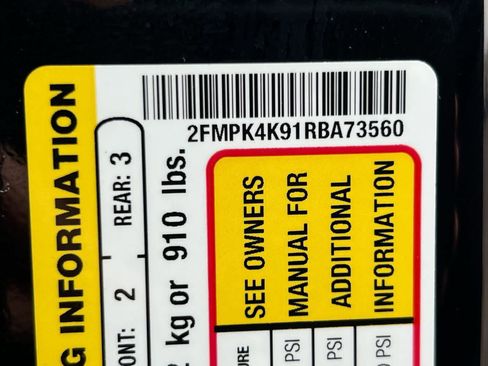 2FMPK4K91RBA73560
G INFORMATION
ONT: 2 REAR: 3
kg or 910 lbs.
SEE OWNERS
MANUAL FOR
ADDITIONAL
INFORMATION
URE
PSI
PSI
PSI